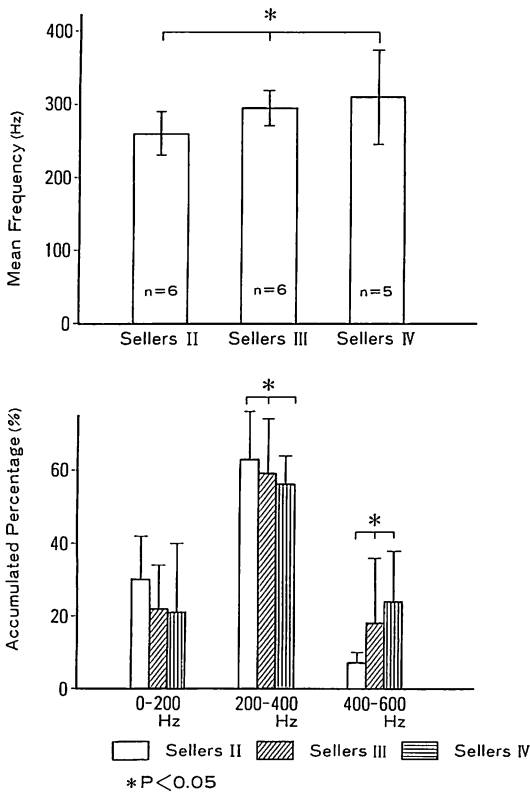 *
400
300
200
100
0
Mean Frequency (Hz)
n=6 n=6 n=5
Sellers II Sellers III Sellers IV
*
*
60
40
20
0
Accumulated Percentage (%)
0-200 200-400 400-600
Hz Hz Hz
Sellers II Sellers III Sellers IV
*P<0.05